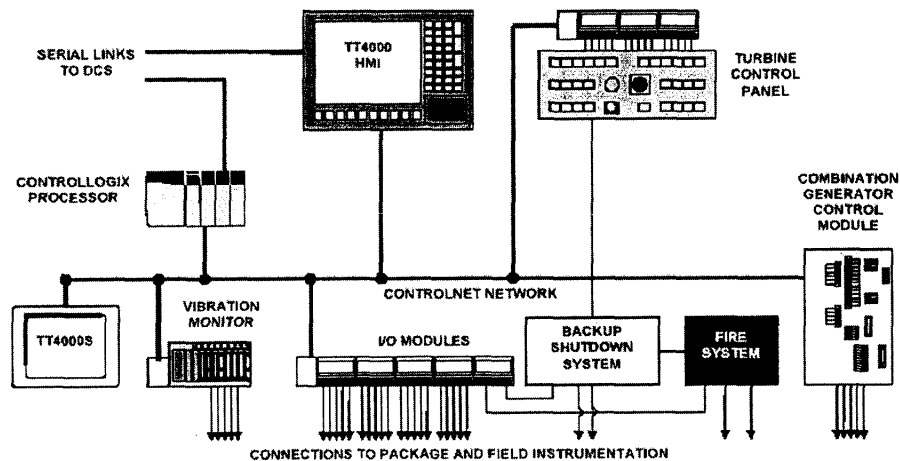 SERIAL LINKS
TO DCS
TT4000
HMI
TURBINE
CONTROL
PANEL
CONTROLLOGIX
PROCESSOR
COMBINATION
GENERATOR
CONTROL
MODULE
CONTROLNET NETWORK
TT4000S
VIBRATION
MONITOR
I/O MODULES
BACKUP
SHUTDOWN
SYSTEM
FIRE
SYSTEM
CONNECTIONS TO PACKAGE AND FIELD INSTRUMENTATION